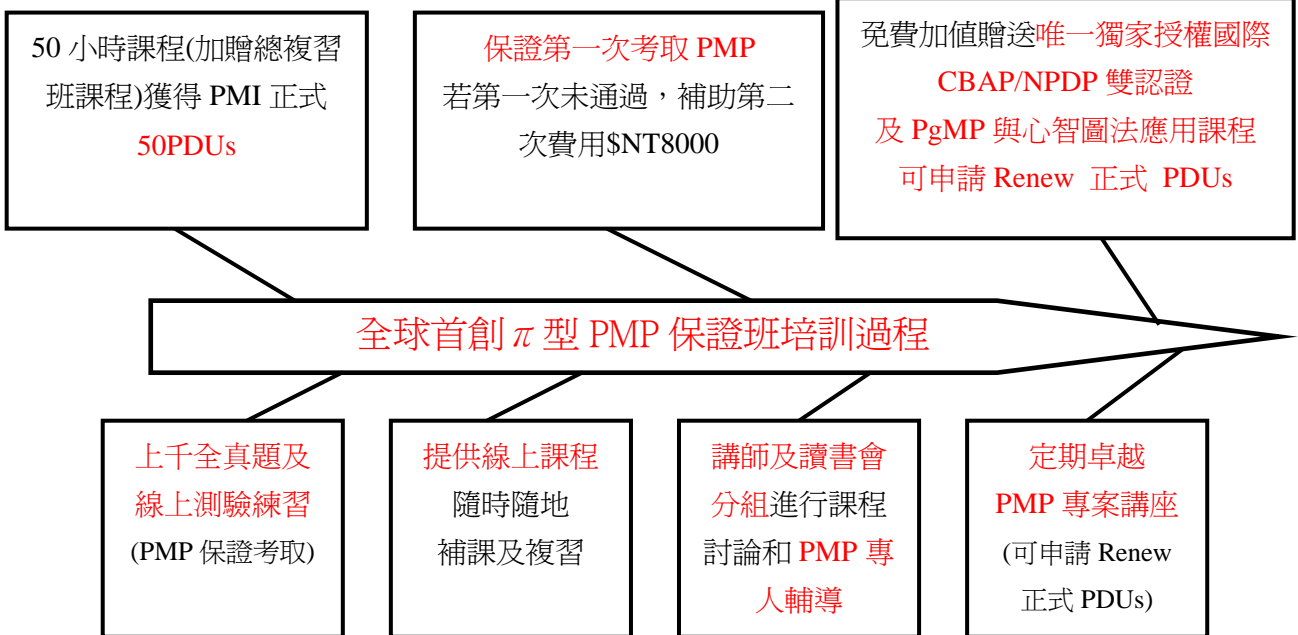 50 小時課程(加贈總複習
班課程)獲得 PMI 正式
50PDUs
保證第一次考取 PMP
若第一次未通過，補助第二
次費用$NT8000
免費加值贈送唯一獨家授權國際
CBAP/NPDP 雙認證
及 PgMP 與心智圖法應用課程
可申請 Renew 正式 PDUs
全球首創π型 PMP 保證班培訓過程
上千全真題及
線上測驗練習
(PMP 保證考取)
提供線上課程
隨時隨地
補課及複習
講師及讀書會
分組進行課程
討論和 PMP 專
人輔導
定期卓越
PMP 專案講座
(可申請 Renew
正式 PDUs)